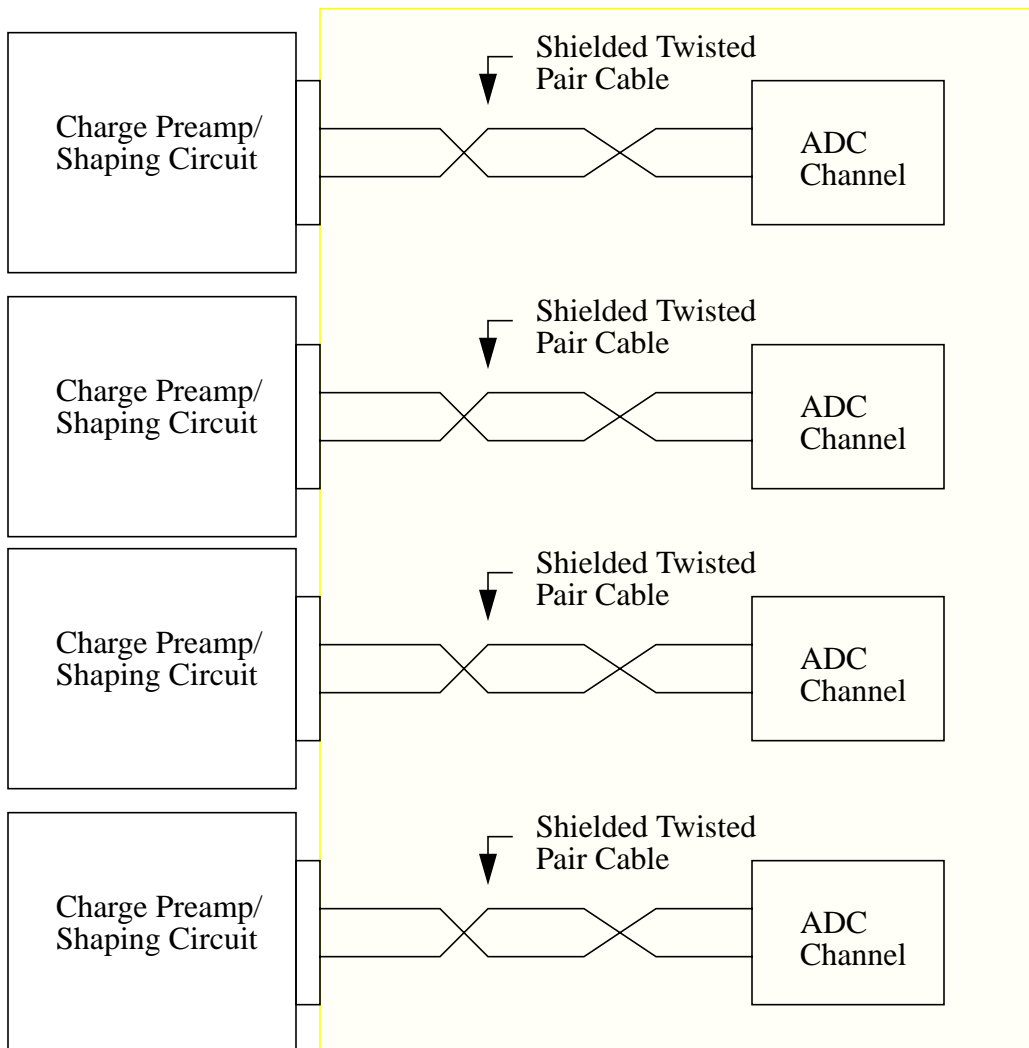 Shielded Twisted
Pair Cable
Charge Preamp/
Shaping Circuit
ADC
Channel
Shielded Twisted
Pair Cable
Charge Preamp/
Shaping Circuit
ADC
Channel
Shielded Twisted
Pair Cable
Charge Preamp/
Shaping Circuit
ADC
Channel
Shielded Twisted
Pair Cable
Charge Preamp/
Shaping Circuit
ADC
Channel